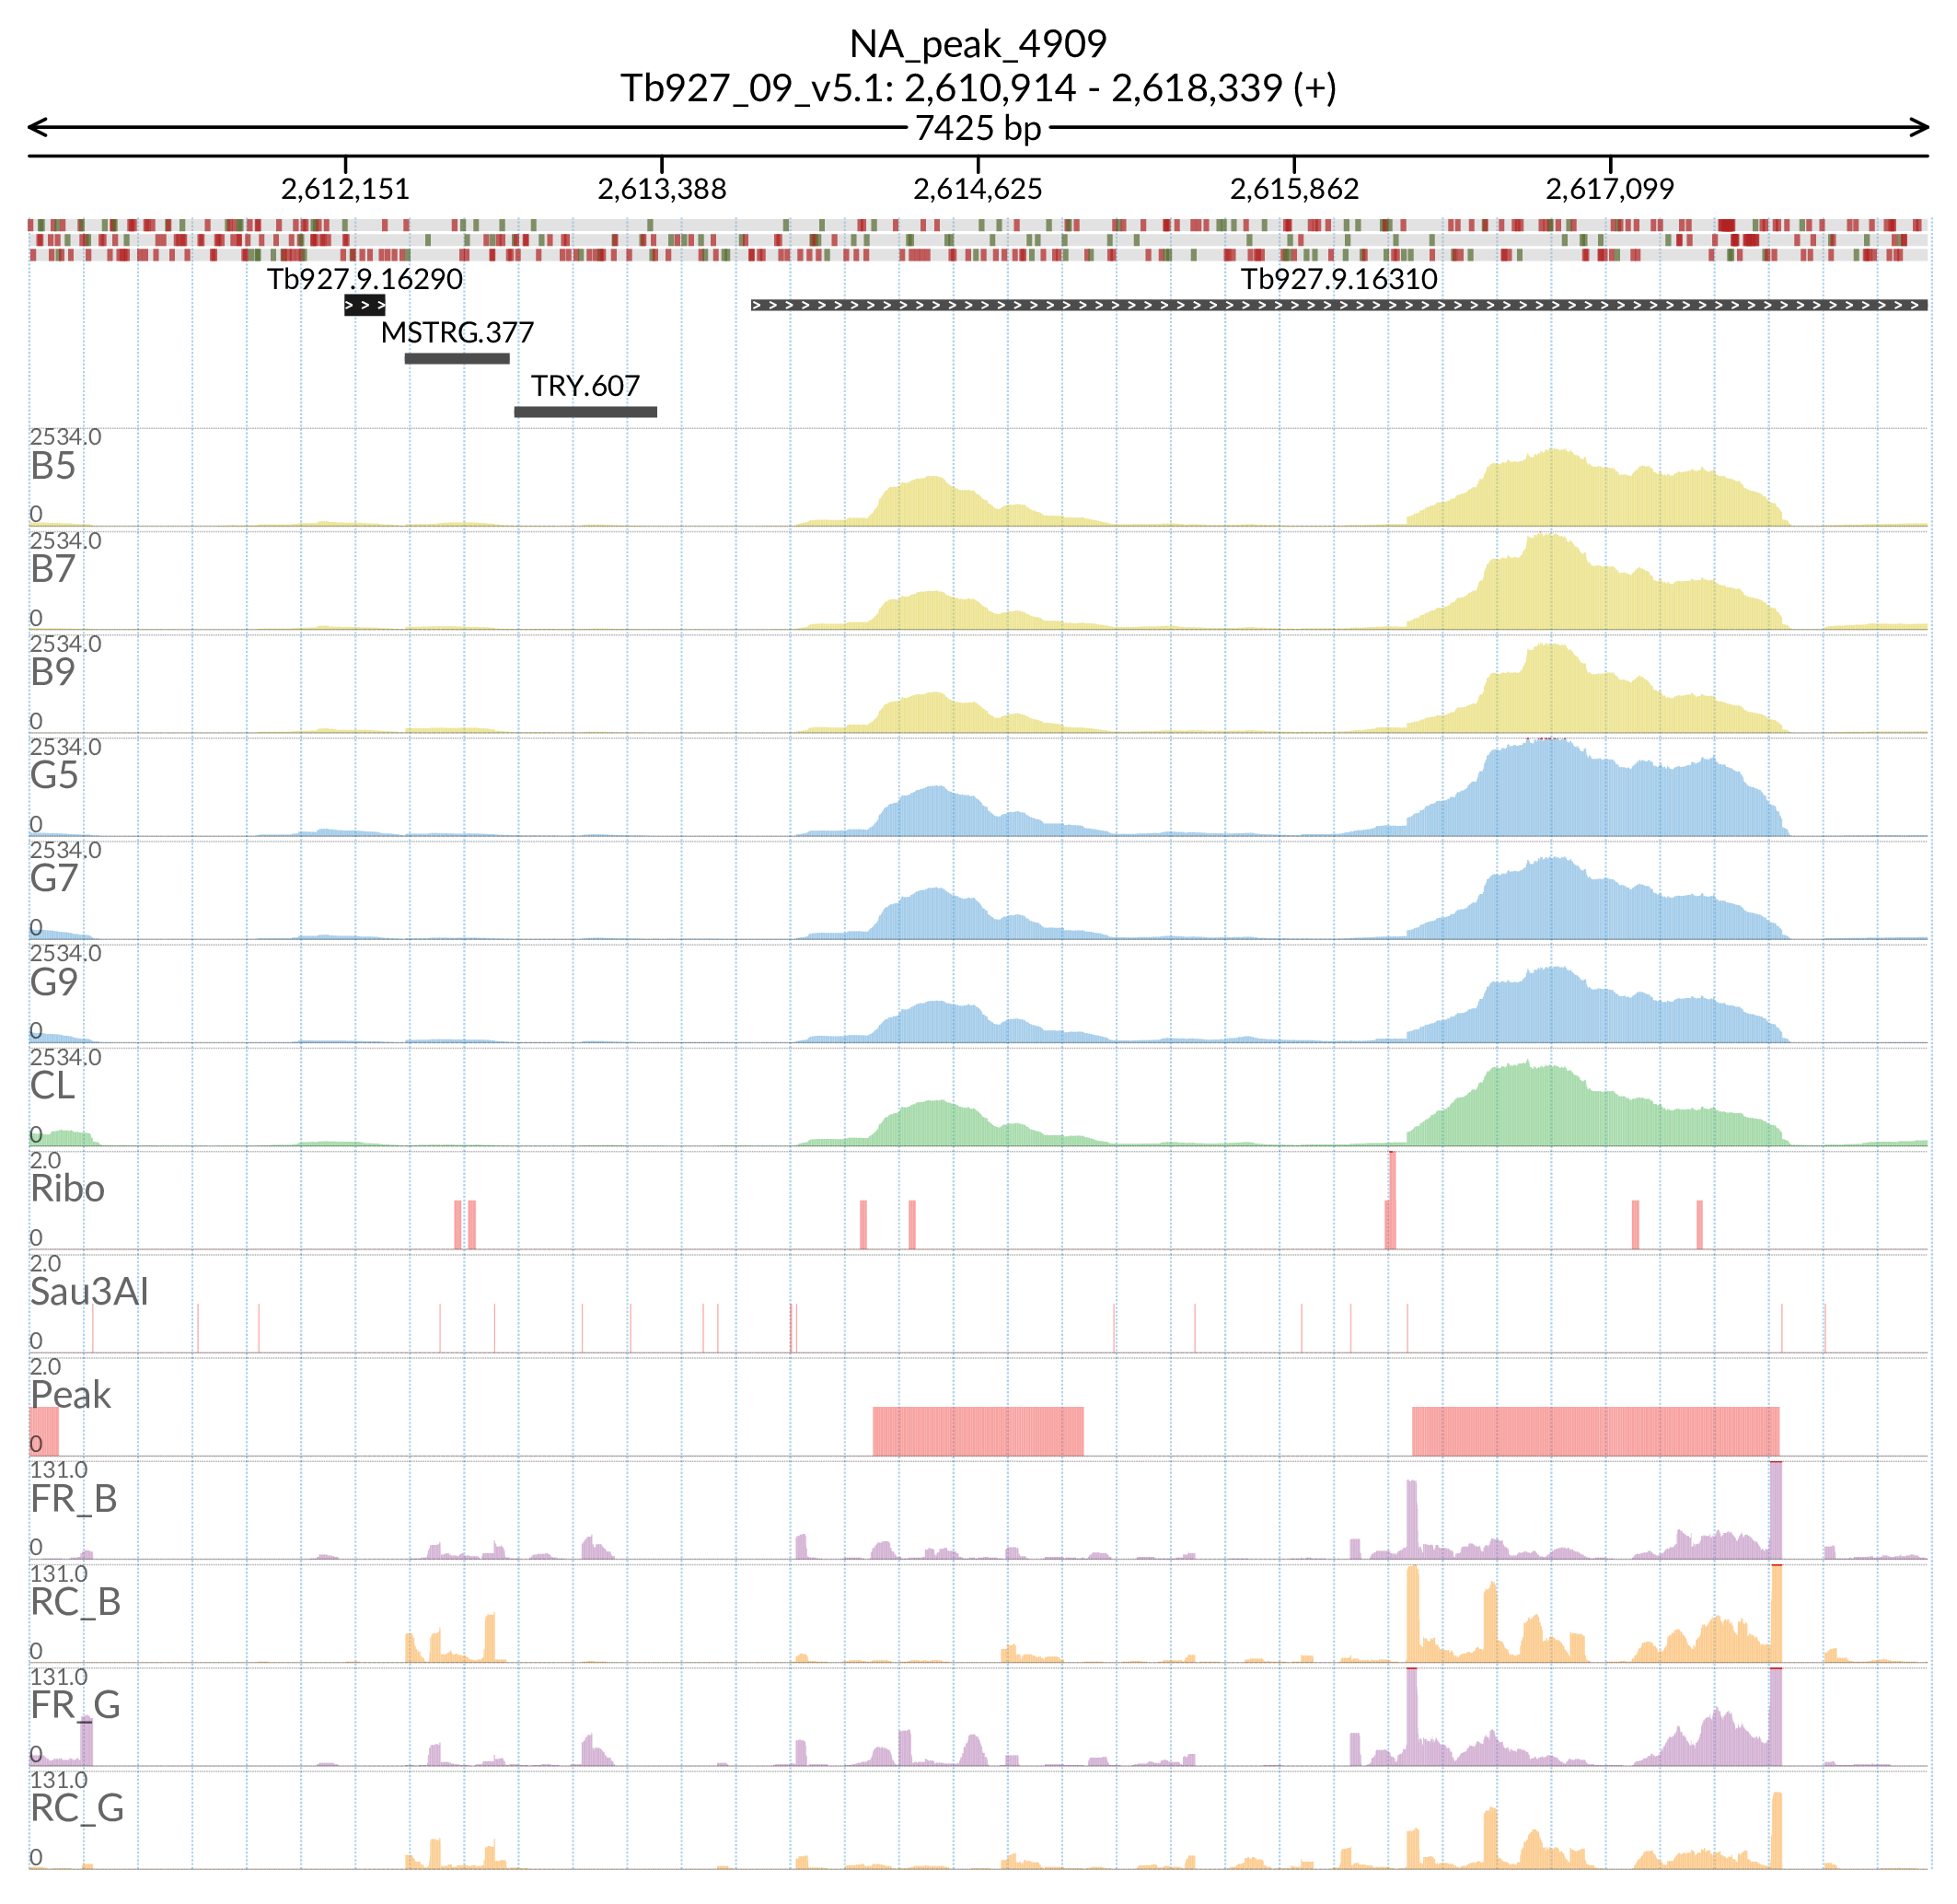 NA_peak_4909
Tb927_09_v5.1: 2,610,914 - 2,618,339 (+)
7425 bp
2,612,151 2,613,388 2,614,625 2,615,862 2,617,099
Tb927.9.16290 Tb927.9.16310
MSTRG.377
TRY.607
2534.0
B5
0
2534.0
B7
0
2534.0
B9
0
2534.0
G5
0
2534.0
G7
0
2534.0
G9
0
2534.0
CL
0
2.0
Ribo
0
2.0
Sau3AI
0
2.0
Peak
0
131.0
FR_B
0
131.0
RC_B
0
131.0
FR_G
0
131.0
RC_G
0